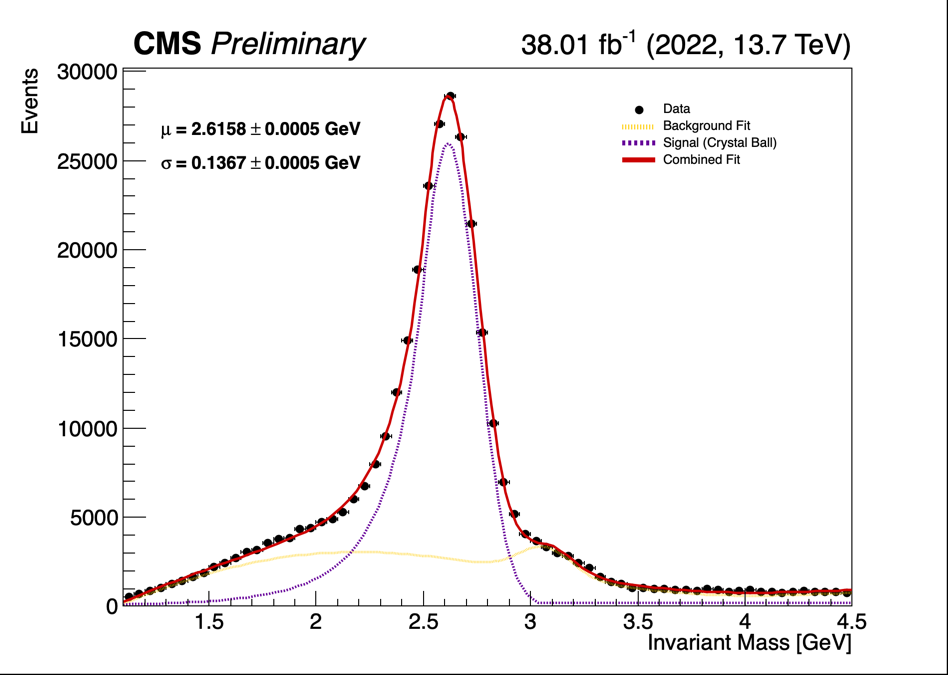 CMS Preliminary
38.01 fb-1 (2022, 13.7 TeV)
Events
30000
25000
20000
15000
10000
5000
0
μ = 2.6158 ± 0.0005 GeV
σ = 0.1367 ± 0.0005 GeV
Data
Background Fit
Signal (Crystal Ball)
Combined Fit
1.5 2 2.5 3 3.5 4 4.5
Invariant Mass [GeV]